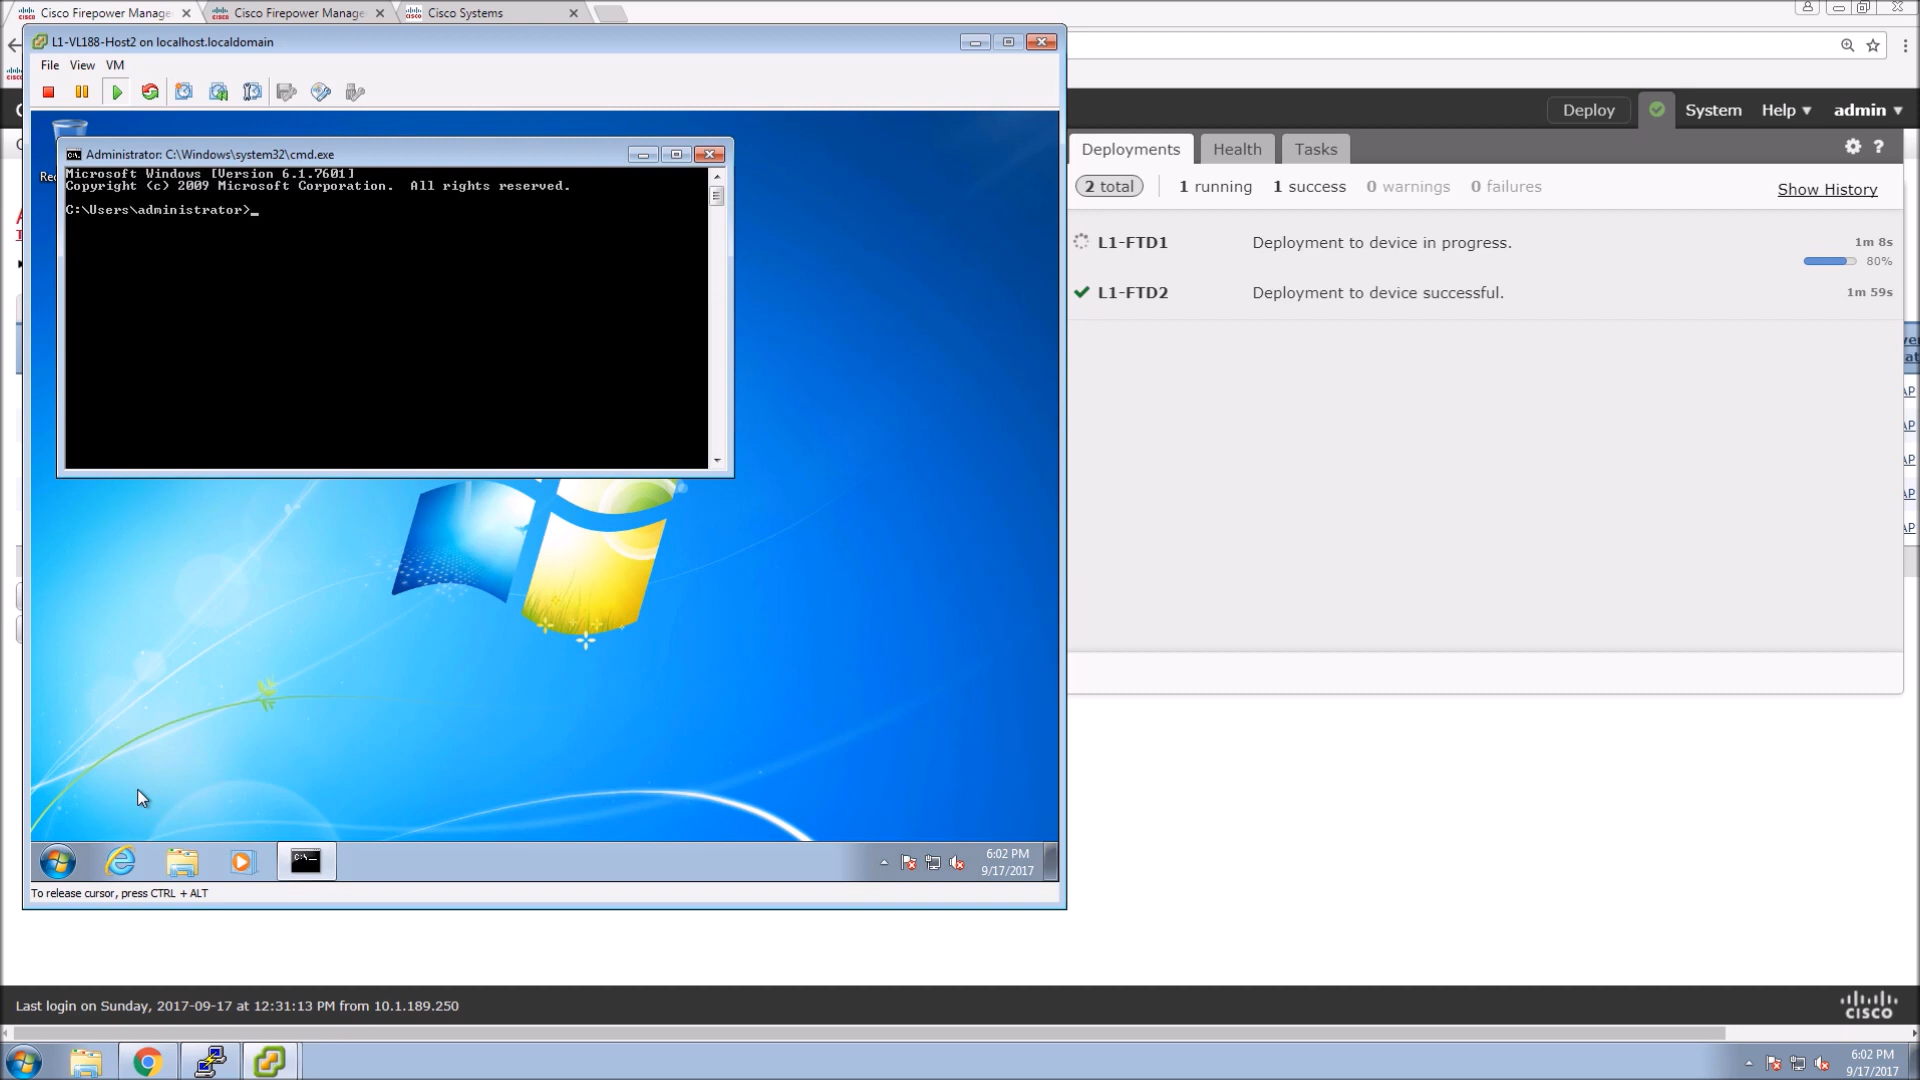 Cisco Firepower Manage
Cisco Firepower Manage
Cisco Systems
L1-VL188-Host2 on localhost.localdomain
File View VM
Deploy
System
Help
admin
Administrator: C:\Windows\system32\cmd.exe
Microsoft Windows [Version 6.1.7601]
Copyright (c) 2009 Microsoft Corporation.  All rights reserved.
C:\Users\administrator>_
Deployments
Health
Tasks
2 total
1 running
1 success
0 warnings
0 failures
Show History
L1-FTD1
Deployment to device in progress.
1m 8s
80%
L1-FTD2
Deployment to device successful.
1m 59s
AP
AP
AP
AP
AP
6:02 PM
9/17/2017
To release cursor, press CTRL + ALT
Last login on Sunday, 2017-09-17 at 12:31:13 PM from 10.1.189.250
CISCO
6:02 PM
9/17/2017